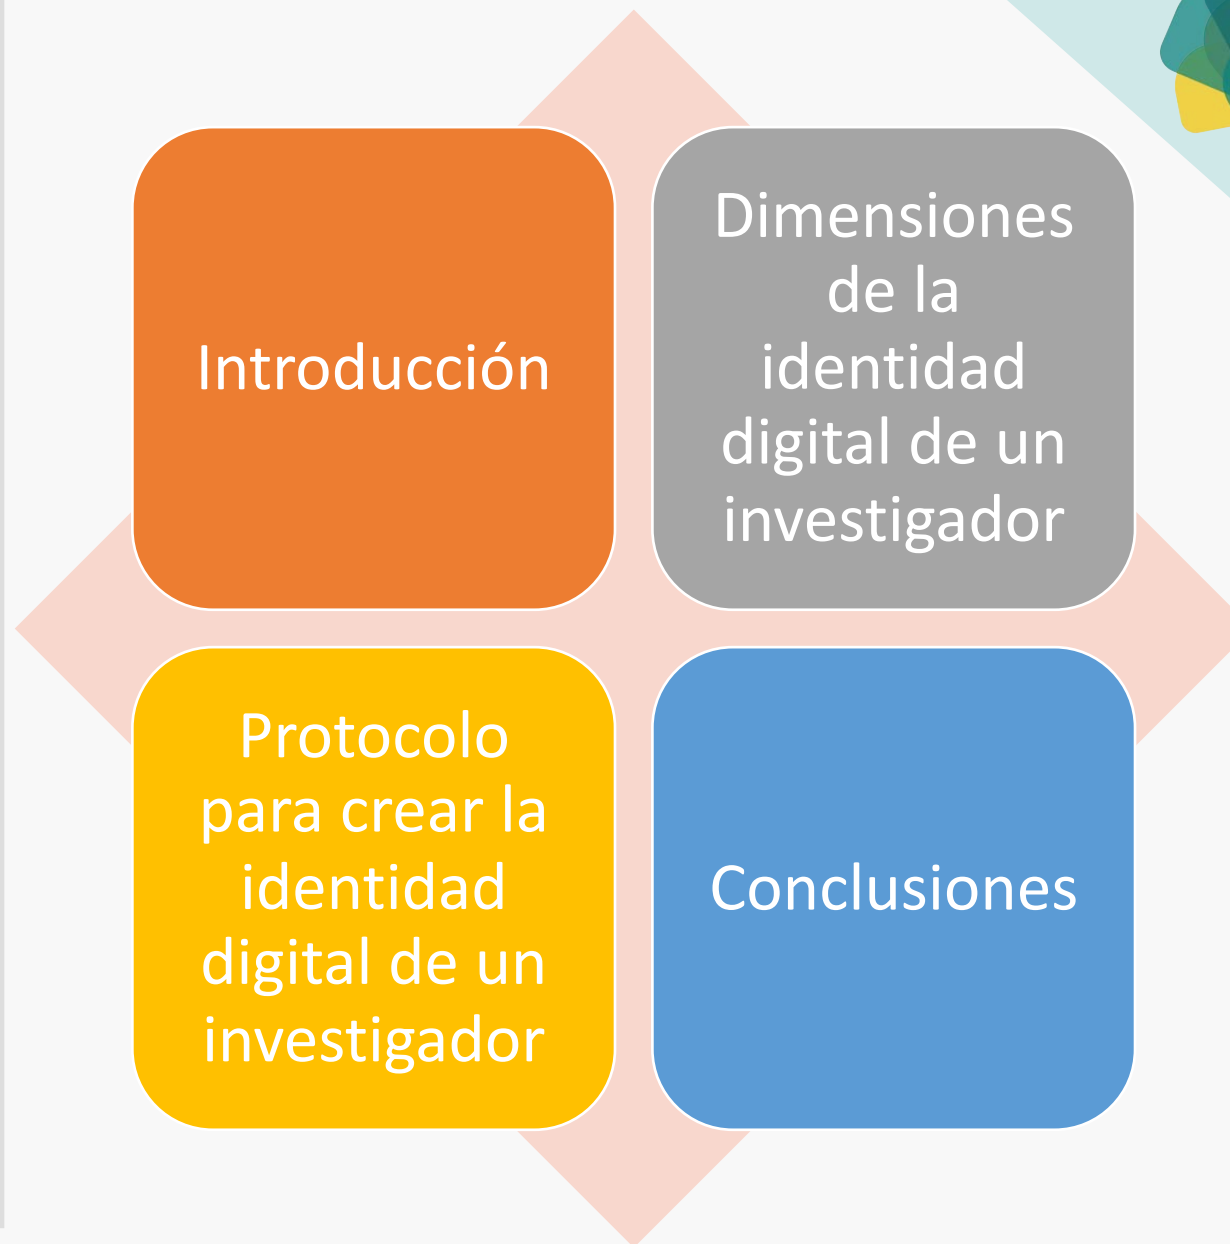 Introducción
Dimensiones
de la
identidad
digital de un
investigador
Protocolo
para crear la
identidad
digital de un
investigador
Conclusiones